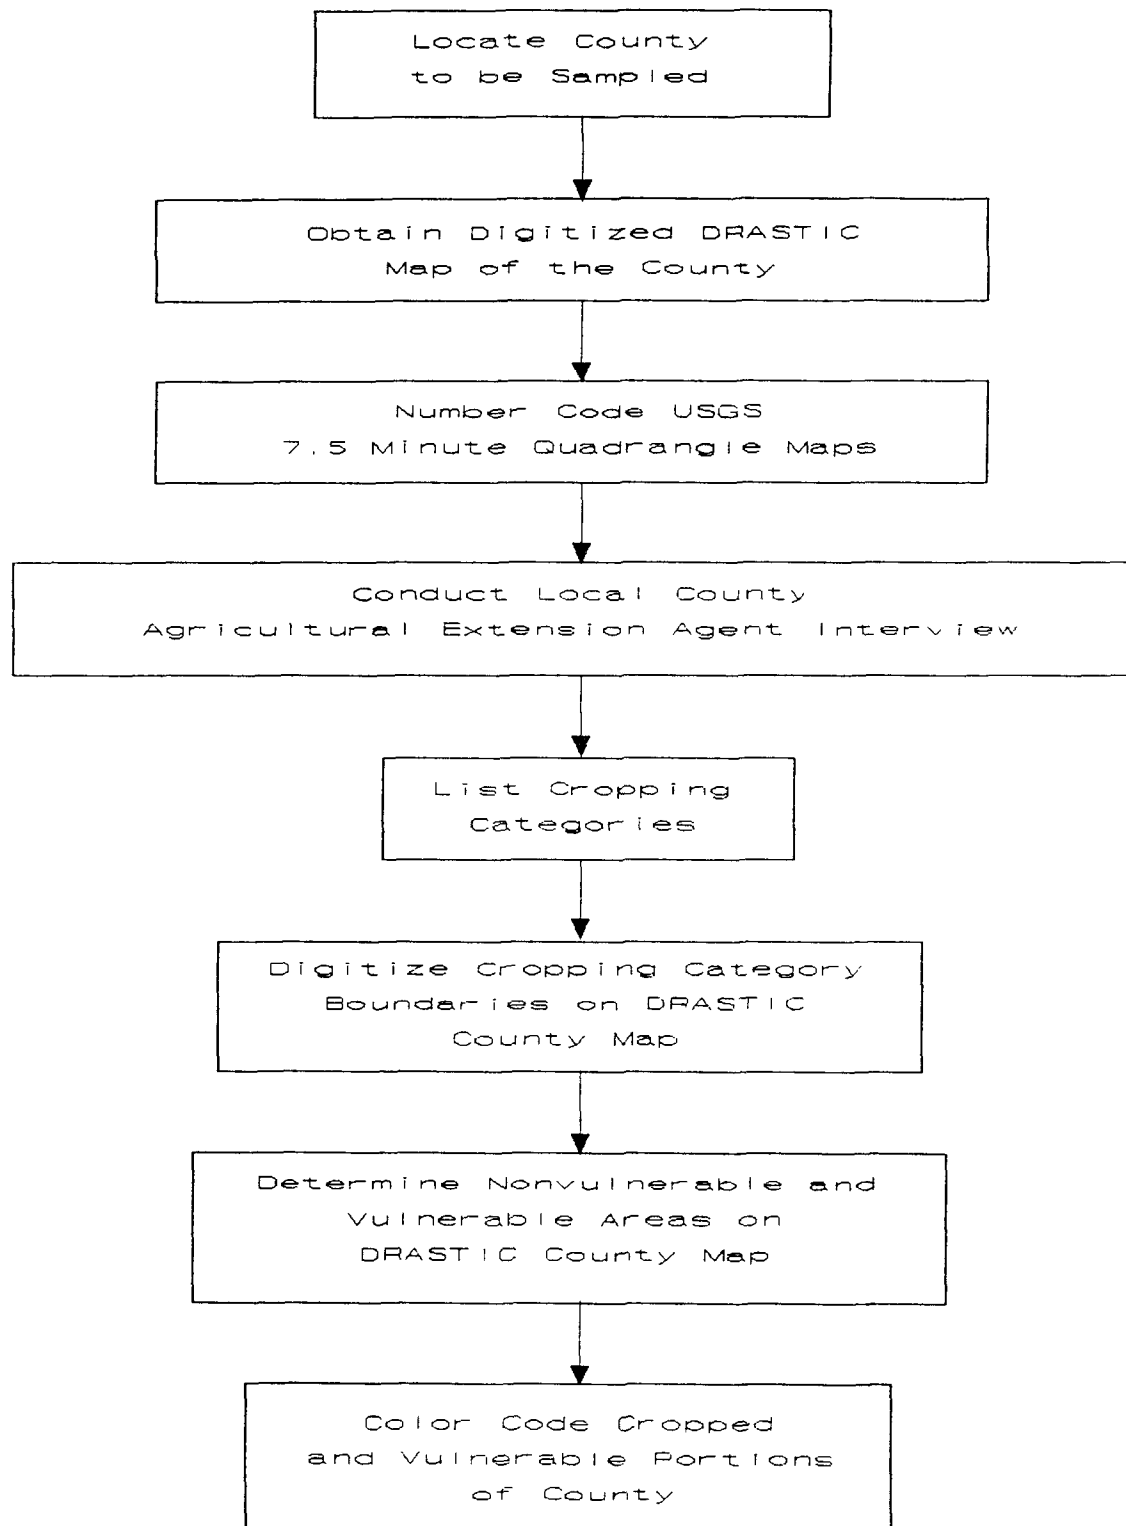 Locate County
to be Sampled
Obtain Digitized DRASTIC
Map of the County
Number Code USGS
7.5 Minute Quadrangle Maps
Conduct Local County
Agricultural Extension Agent Interview
List Cropping
Categories
Digitize Cropping Category
Boundaries on DRASTIC
County Map
Determine Nonvulnerable and
Vulnerable Areas on
DRASTIC County Map
Color Code Cropped
and Vulnerable Portions
of County